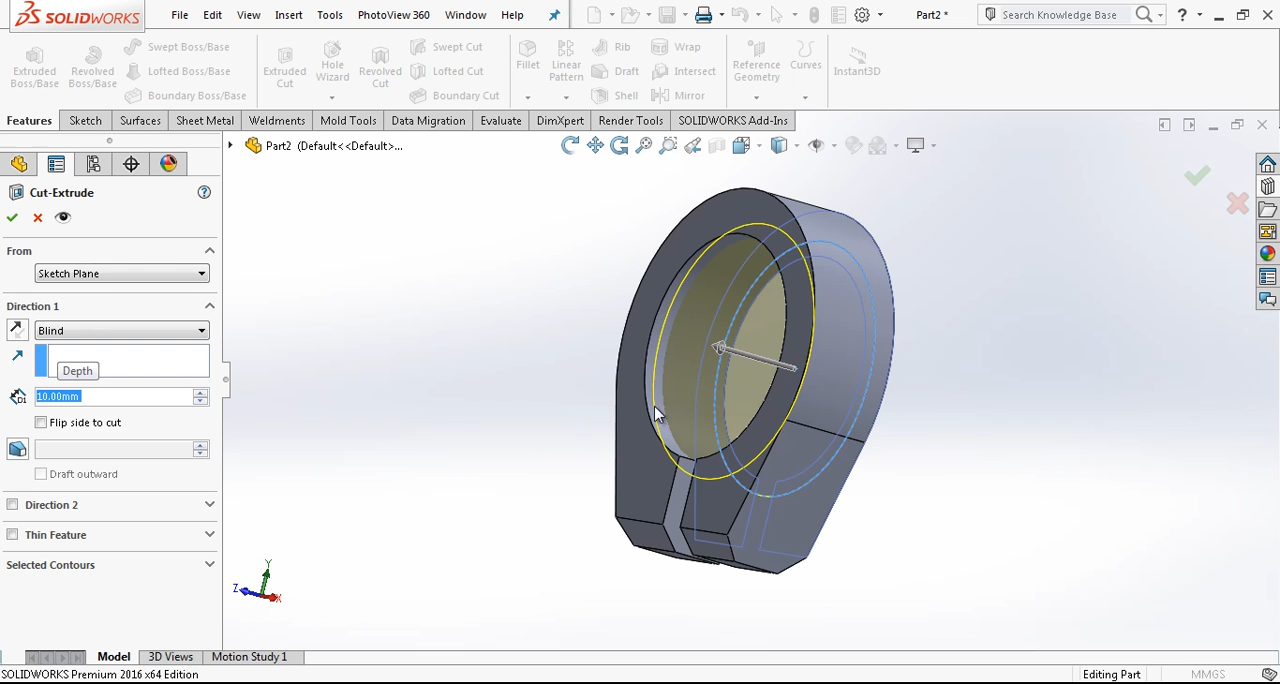 SOLIDWORKS File Edit View Insert Tools PhotoView 360 Window Help Part2 * Search Knowledge Base ?
Extruded Boss/Base Revolved Boss/Base Swept Boss/Base Lofted Boss/Base Boundary Boss/Base Extruded Cut Hole Wizard Revolved Cut Swept Cut Lofted Cut Boundary Cut Fillet Linear Pattern Rib Draft Shell Wrap Intersect Mirror Reference Geometry Curves Instant3D
Features Sketch Surfaces Sheet Metal Weldments Mold Tools Data Migration Evaluate DimXpert Render Tools SOLIDWORKS Add-Ins
Part2 (Default<<Default>...
Cut-Extrude ?
From
Sketch Plane
Direction 1
Blind
Depth
10.00mm
Flip side to cut
Draft outward
Direction 2
Thin Feature
Selected Contours
Y
Z X
Model 3D Views Motion Study 1
SOLIDWORKS Premium 2016 x64 Edition Editing Part MMGS